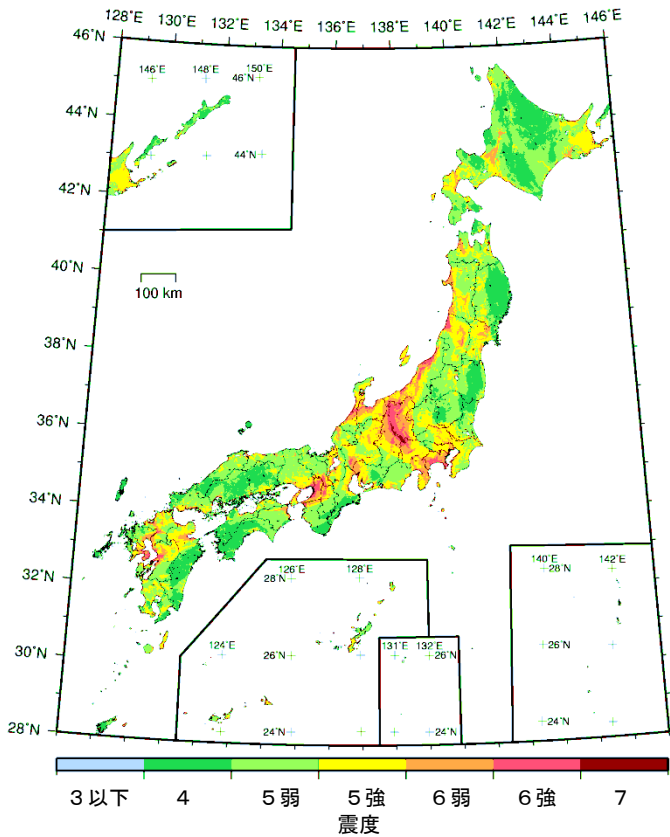 128˚E 130˚E 132˚E 134˚E 136˚E 138˚E 140˚E 142˚E 144˚E 146˚E
46˚N
146˚E 148˚E 150˚E
46˚N
44˚N
44˚N
42˚N
40˚N
100 km
38˚N
36˚N
34˚N
32˚N
126˚E 128˚E
28˚N
140˚E 142˚E
28˚N
30˚N
124˚E
26˚N
131˚E 132˚E
26˚N
26˚N
28˚N
24˚N
24˚N
24˚N
3以下 4 5弱 5強 6弱 6強 7
震度